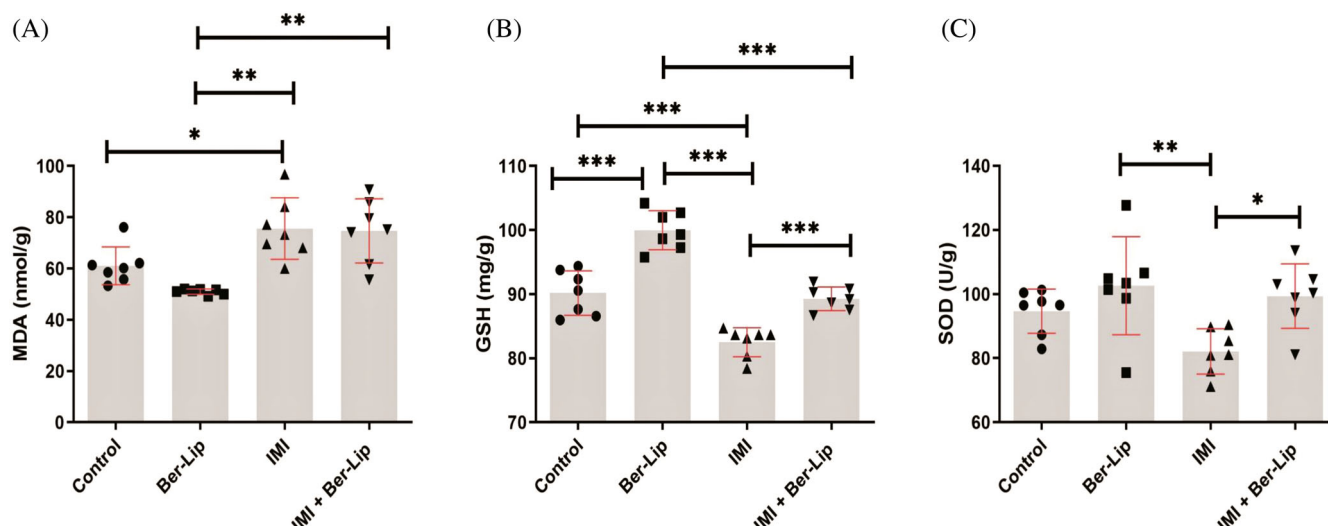 (A)
**
**
*
MDA (nmol/g)
100
80
60
40
20
0
Control
Ber-Lip
IMI
IMI + Ber-Lip
(B)
***
***
***
***
***
GSH (mg/g)
110
100
90
80
70
Control
Ber-Lip
IMI
IMI + Ber-Lip
(C)
**
*
SOD (U/g)
140
120
100
80
60
Control
Ber-Lip
IMI
IMI + Ber-Lip